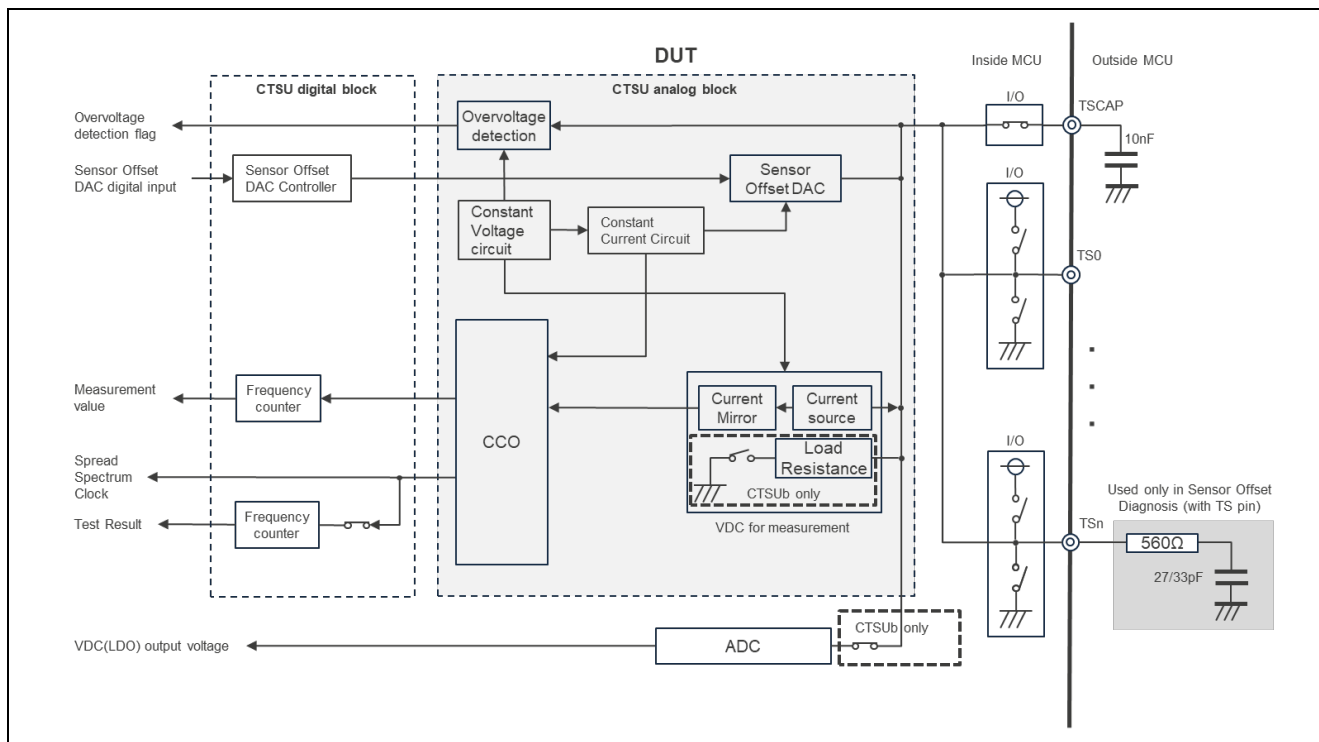 DUT
Inside MCU
Outside MCU
CTSU digital block
CTSU analog block
I/O
TSCAP
Overvoltage
detection flag
Overvoltage
detection
10nF
Sensor Offset
DAC digital input
Sensor Offset
DAC Controller
Sensor
Offset DAC
I/O
Constant
Voltage
circuit
Constant
Current Circuit
TS0
Measurement
value
Frequency
counter
CCO
Current
Mirror
Current
source
Load
Resistance
CTSUb only
VDC for measurement
I/O
Spread
Spectrum
Clock
Test Result
Frequency
counter
Used only in Sensor Offset
Diagnosis (with TS pin)
TSn
560Ω
27/33pF
CTSUb only
VDC(LDO) output voltage
ADC